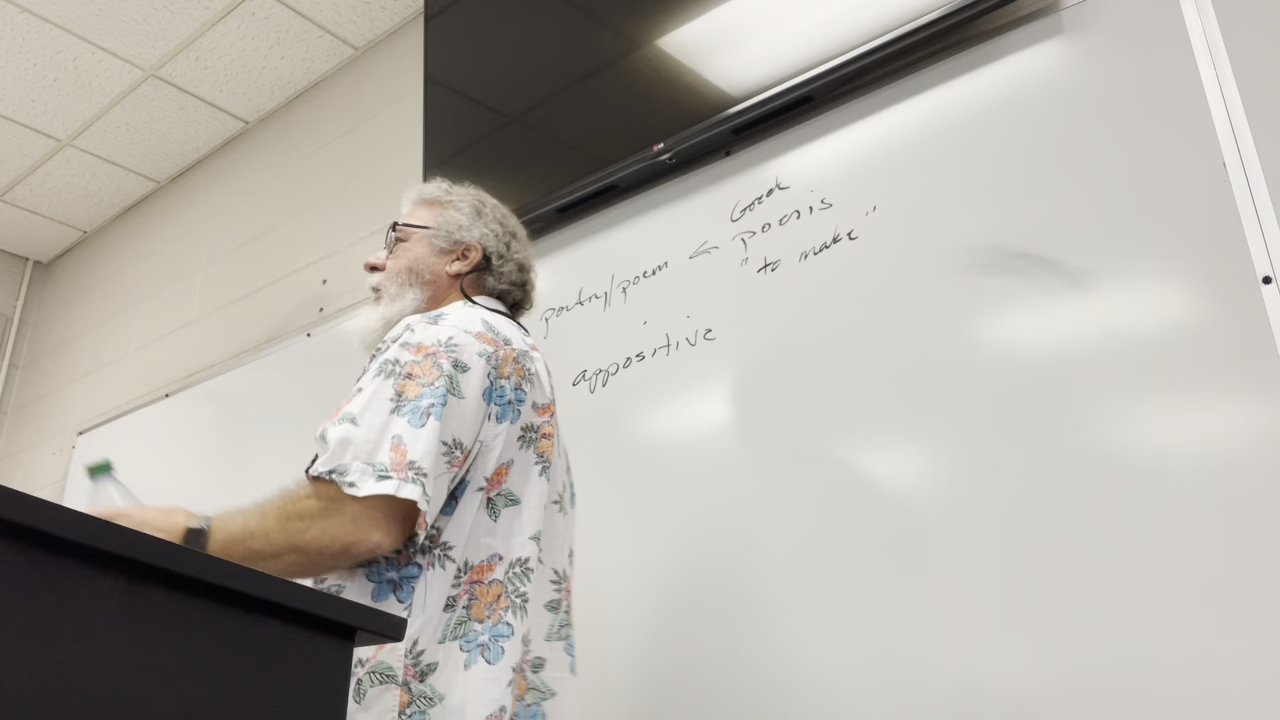 Greek
poetry/poem ← poesis
"to make"
appositive